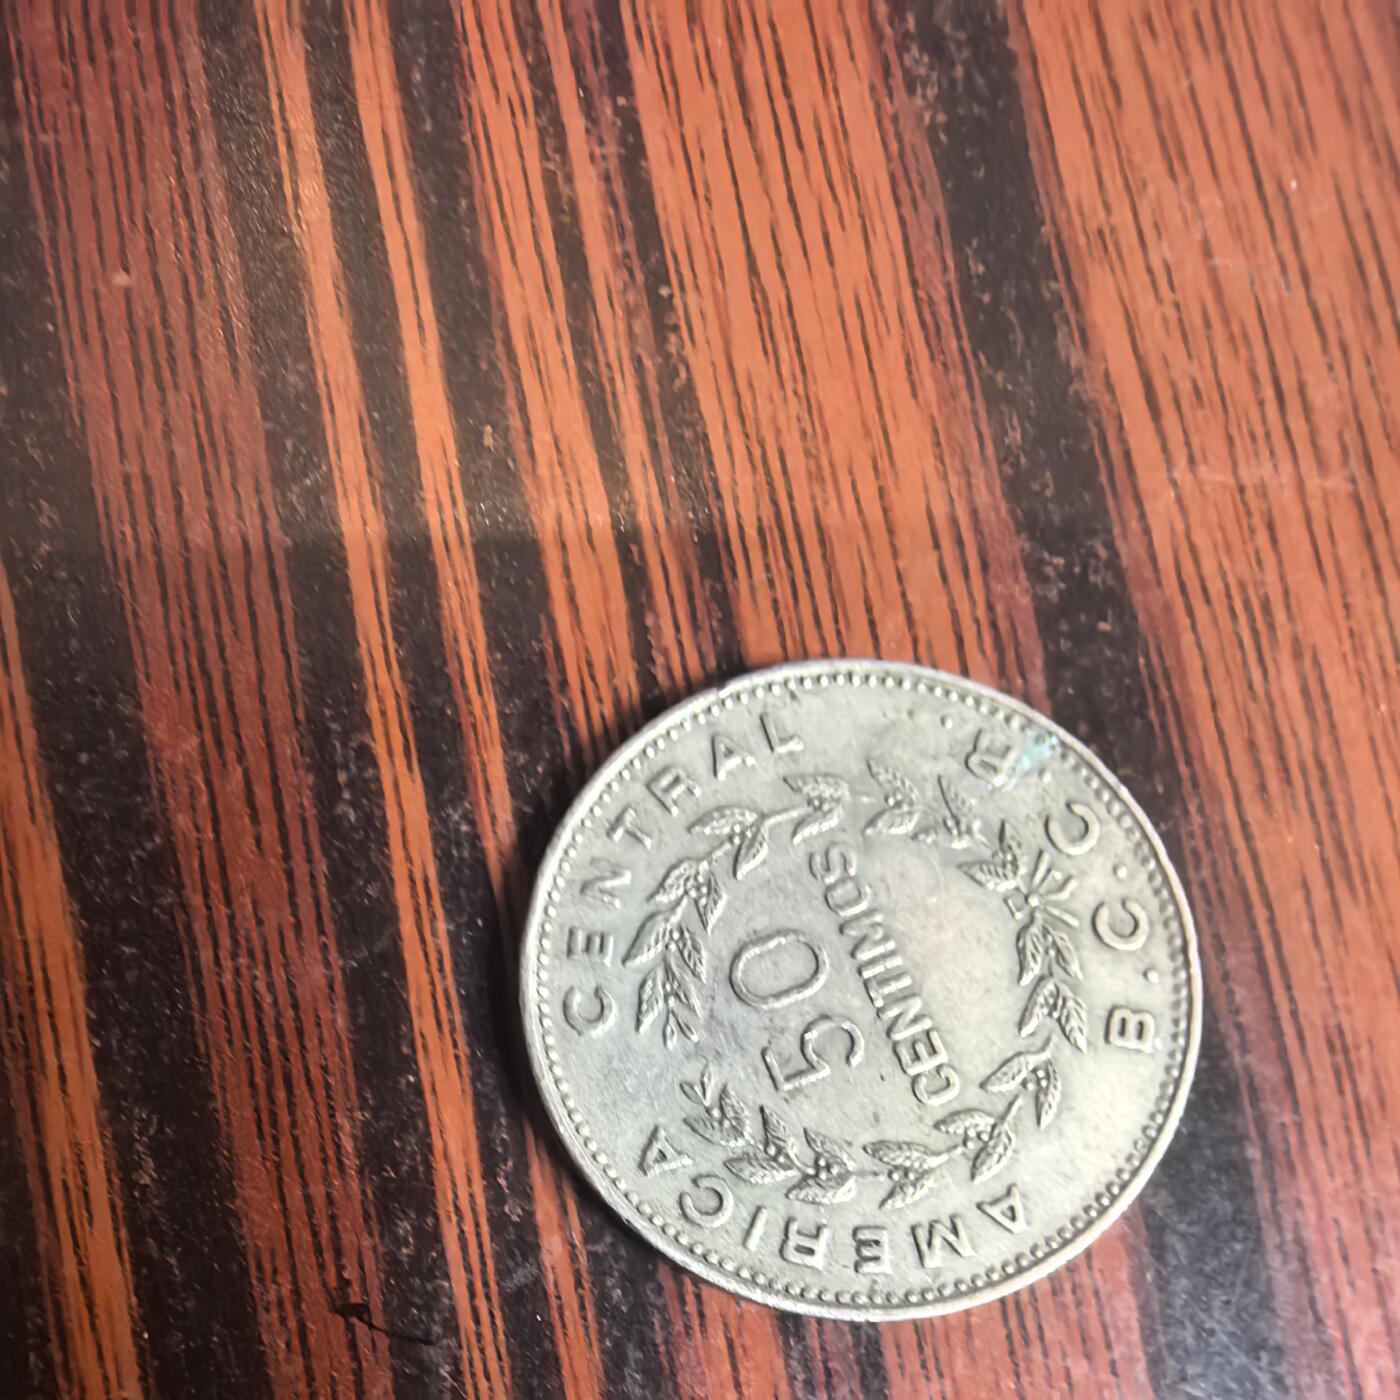 AMERICA CENTRAL
50
CENTIMOS
B.C.C.R.